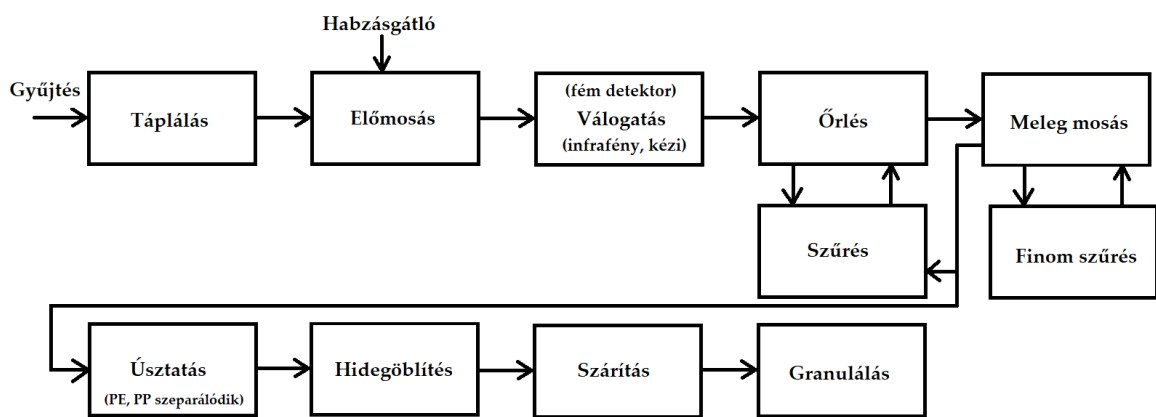 Habzásgátló
Gyűjtés
Táplálás
Előmosás
(fém detektor)
Válogatás
(infrafény, kézi)
Őrlés
Meleg mosás
Szűrés
Finom szűrés
Úsztatás
(PE, PP szeparálódik)
Hidegöblítés
Szárítás
Granulálás